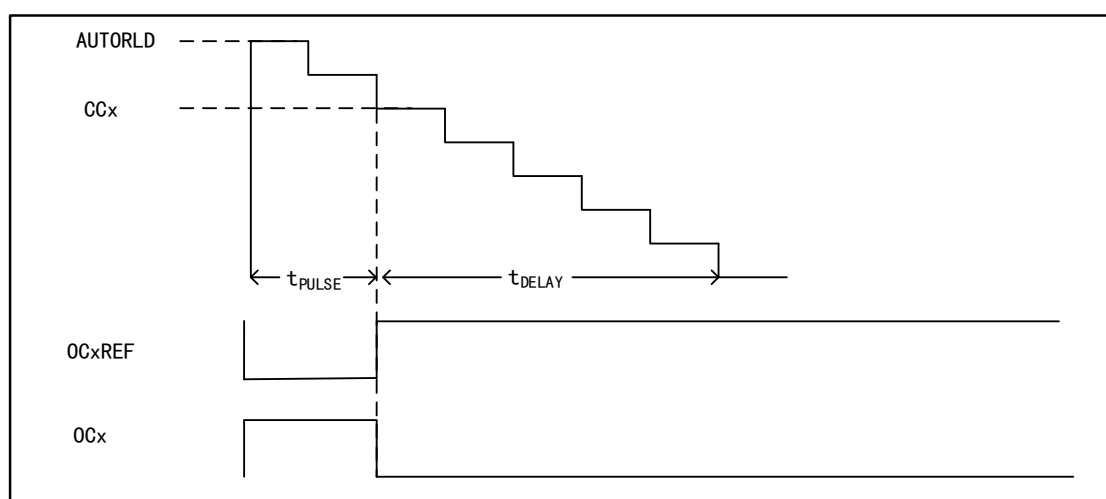 AUTORLD
CCx
tPULSE
tDELAY
OCxREF
OCx